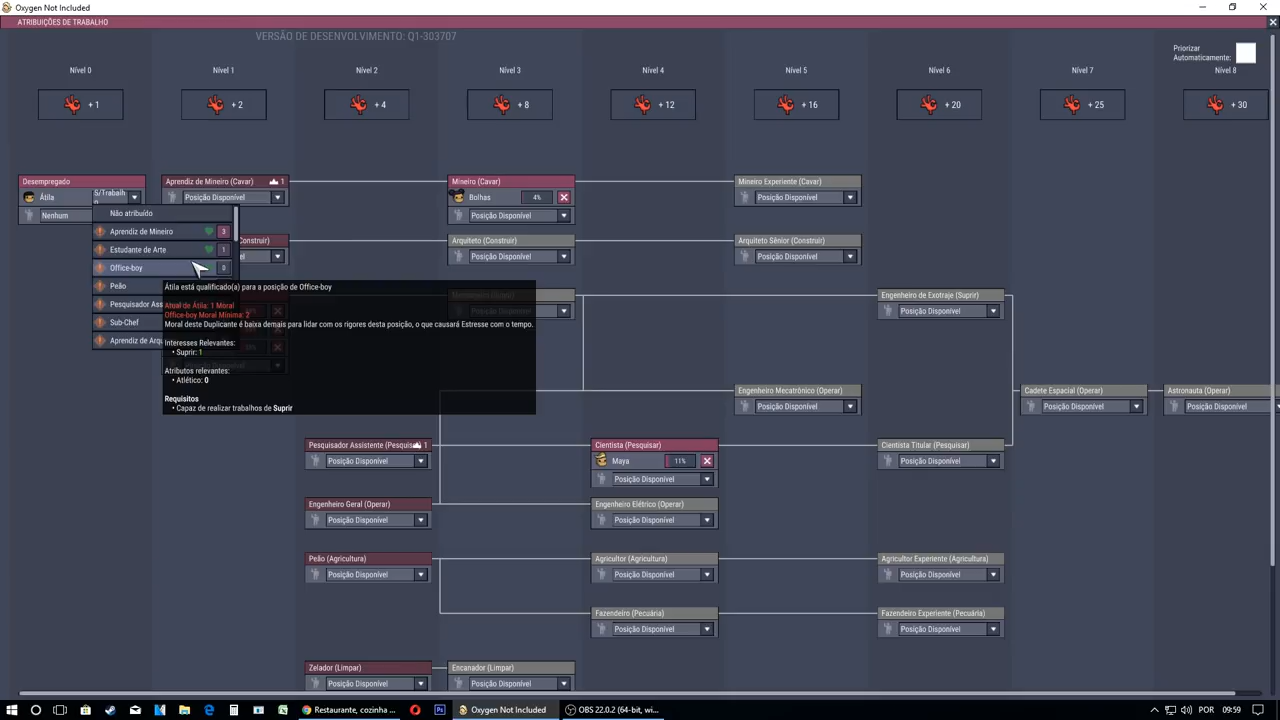 Oxygen Not Included
ATRIBUIÇÕES DE TRABALHO
VERSÃO DE DESENVOLVIMENTO: Q1-303707
Priorizar
Automaticamente:
Nível 0
Nível 1
Nível 2
Nível 3
Nível 4
Nível 5
Nível 6
Nível 7
Nível 8
+ 1
+ 2
+ 4
+ 8
+ 12
+ 16
+ 20
+ 25
+ 30
Desempregado
Átila
S/Trabalh
o
Nenhum
Não atribuído
Aprendiz de Mineiro
3
Estudante de Arte
1
Office-boy
0
Peão
Pesquisador Ass
Sub-Chef
Aprendiz de Arqu
Aprendiz de Mineiro (Cavar)
1
Posição Disponível
Mineiro (Cavar)
Bolhas
4%
Posição Disponível
Mineiro Experiente (Cavar)
Posição Disponível
Construir)
Arquiteto (Construir)
Posição Disponível
Arquiteto Sênior (Construir)
Posição Disponível
Átila está qualificado(a) para a posição de Office-boy
Atual de Átila: 1 Moral
Office-boy Moral Mínima: 2
Moral deste Duplicante é baixa demais para lidar com os rigores desta posição, o que causará Estresse com o tempo.
Interesses Relevantes:
• Suprir: 1
Atributos relevantes:
• Atlético: 0
Requisitos
• Capaz de realizar trabalhos de Suprir
Engenheiro de Exotraje (Suprir)
Posição Disponível
Engenheiro Mecatrônico (Operar)
Posição Disponível
Cadete Espacial (Operar)
Posição Disponível
Astronauta (Operar)
Posição Disponível
Pesquisador Assistente (Pesquisa
1
Posição Disponível
Cientista (Pesquisar)
Maya
11%
Posição Disponível
Cientista Titular (Pesquisar)
Posição Disponível
Engenheiro Geral (Operar)
Posição Disponível
Engenheiro Elétrico (Operar)
Posição Disponível
Peão (Agricultura)
Posição Disponível
Agricultor (Agricultura)
Posição Disponível
Agricultor Experiente (Agricultura)
Posição Disponível
Fazendeiro (Pecuária)
Posição Disponível
Fazendeiro Experiente (Pecuária)
Posição Disponível
Zelador (Limpar)
Posição Disponível
Encanador (Limpar)
Posição Disponível
Restaurante, cozinha ...
Oxygen Not Included
OBS 22.0.2 (64-bit, wi...
POR
09:59